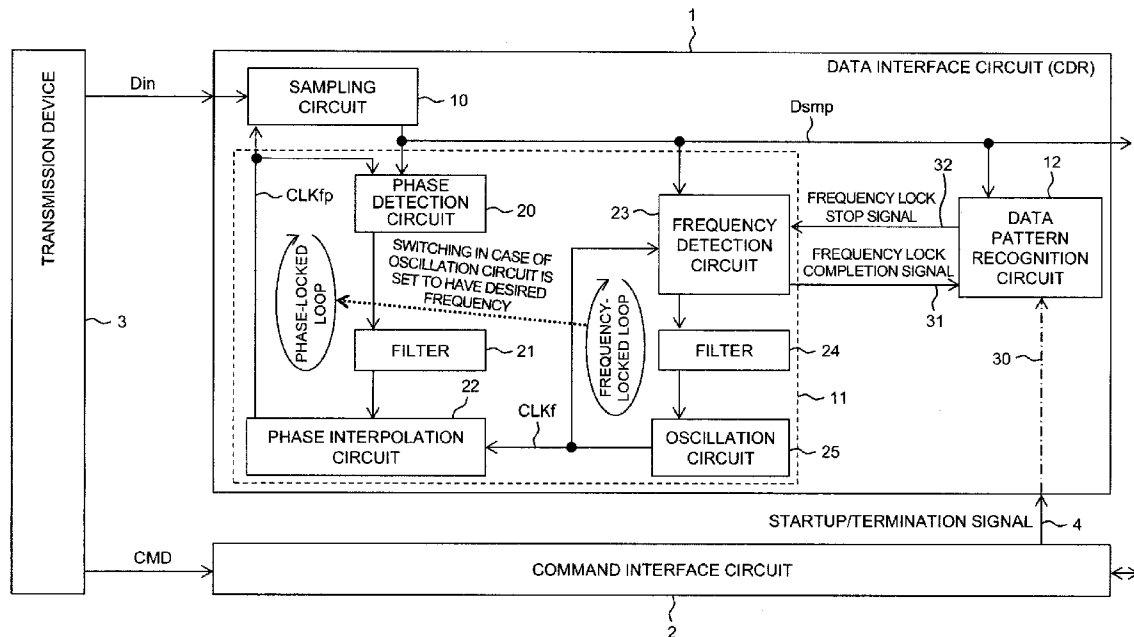 1
DATA INTERFACE CIRCUIT (CDR)
TRANSMISSION DEVICE
3
Din
SAMPLING
CIRCUIT
10
Dsmp
CLKfp
PHASE
DETECTION
CIRCUIT
20
23
FREQUENCY
DETECTION
CIRCUIT
FREQUENCY LOCK
STOP SIGNAL
32
12
DATA
PATTERN
RECOGNITION
CIRCUIT
FREQUENCY LOCK
COMPLETION SIGNAL
31
SWITCHING IN CASE OF
OSCILLATION CIRCUIT IS
SET TO HAVE DESIRED
FREQUENCY
PHASE-LOCKED
LOOP
FREQUENCY-
LOCKED LOOP
FILTER
21
FILTER
24
30
22
11
PHASE INTERPOLATION
CIRCUIT
CLKf
OSCILLATION
CIRCUIT
25
STARTUP/TERMINATION SIGNAL
4
CMD
COMMAND INTERFACE CIRCUIT
2